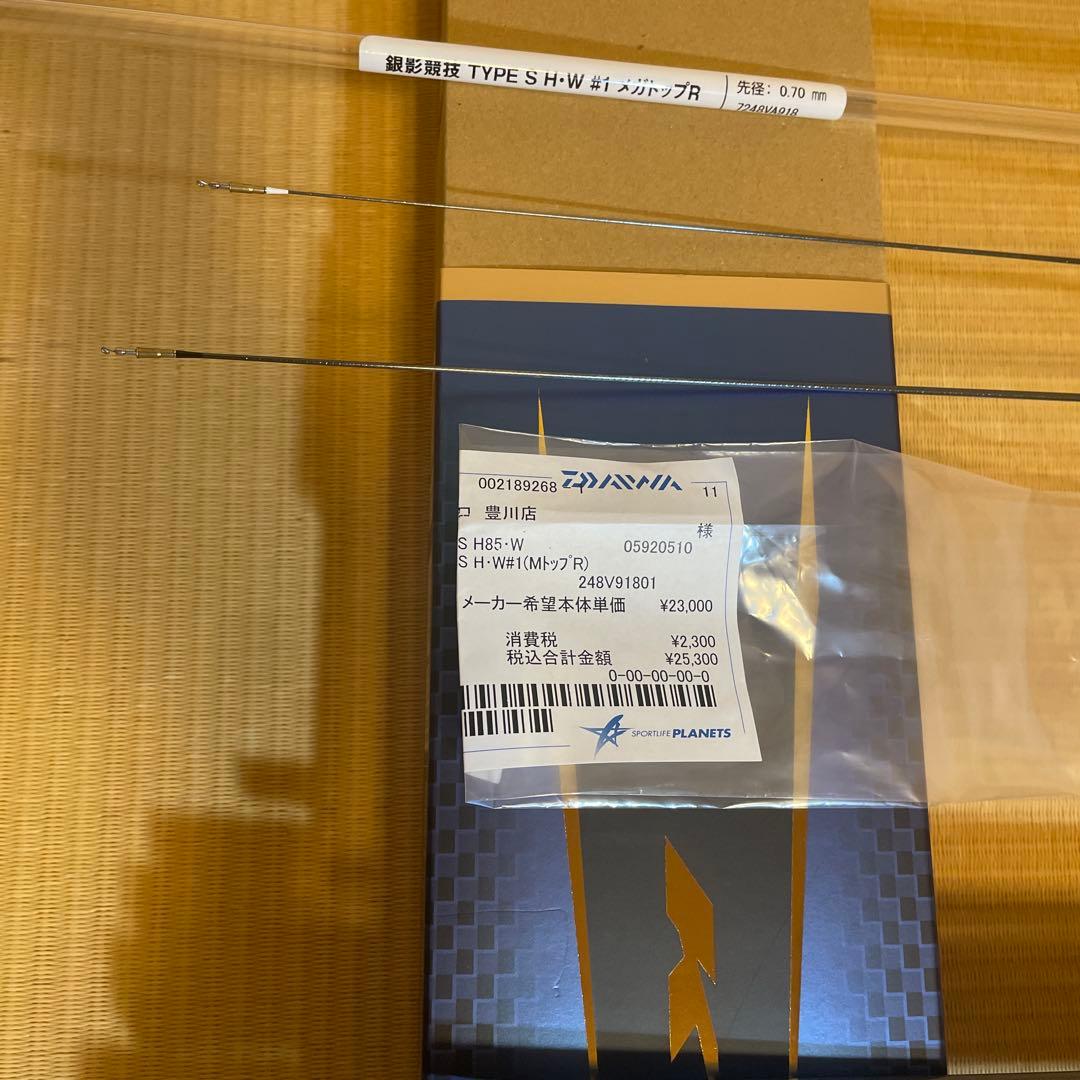 銀影競技 TYPE S H・W #1 メガトップR
先径: 0.70 mm
7248VA918
002189268 DAIWA 11
ロ 豊川店
様
S H85・W 05920510
S H・W#1(MトップR)
248V91801
メーカー希望本体単価 ¥23,000
消費税 ¥2,300
税込合計金額 ¥25,300
0-00-00-00-0
SPORTLIFE PLANETS